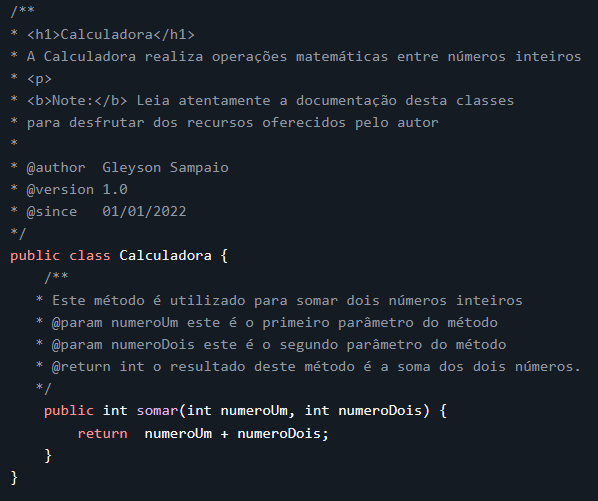 /**
* <h1>Calculadora</h1>
* A Calculadora realiza operações matemáticas entre números inteiros
* <p>
* <b>Note:</b> Leia atentamente a documentação desta classes
* para desfrutar dos recursos oferecidos pelo autor
*
* @author  Gleyson Sampaio
* @version 1.0
* @since   01/01/2022
*/
public class Calculadora {
    /**
   * Este método é utilizado para somar dois números inteiros
   * @param numeroUm este é o primeiro parâmetro do método
   * @param numeroDois este é o segundo parâmetro do método
   * @return int o resultado deste método é a soma dos dois números.
   */
    public int somar(int numeroUm, int numeroDois) {
        return  numeroUm + numeroDois;
    }
}